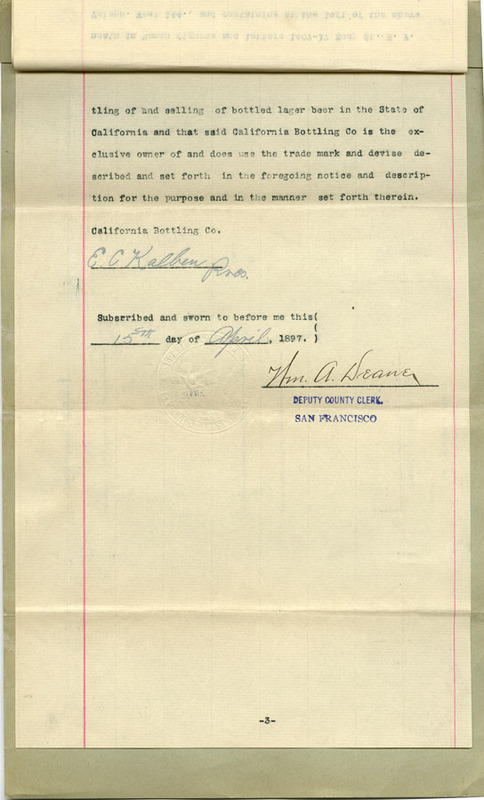 tling of and selling of bottled lager beer in the State of
California and that said California Bottling Co is the ex-
clusive owner of and does use the trade mark and devise de-
scribed and set forth in the foregoing notice and descrip-
tion for the purpose and in the manner set forth therein.
California Bottling Co.
E. C Kalben Pres.
Subscribed and sworn to before me this(
15th day of April, 1897. )
Wm. A. Deane,
DEPUTY COUNTY CLERK,
SAN FRANCISCO
-3-